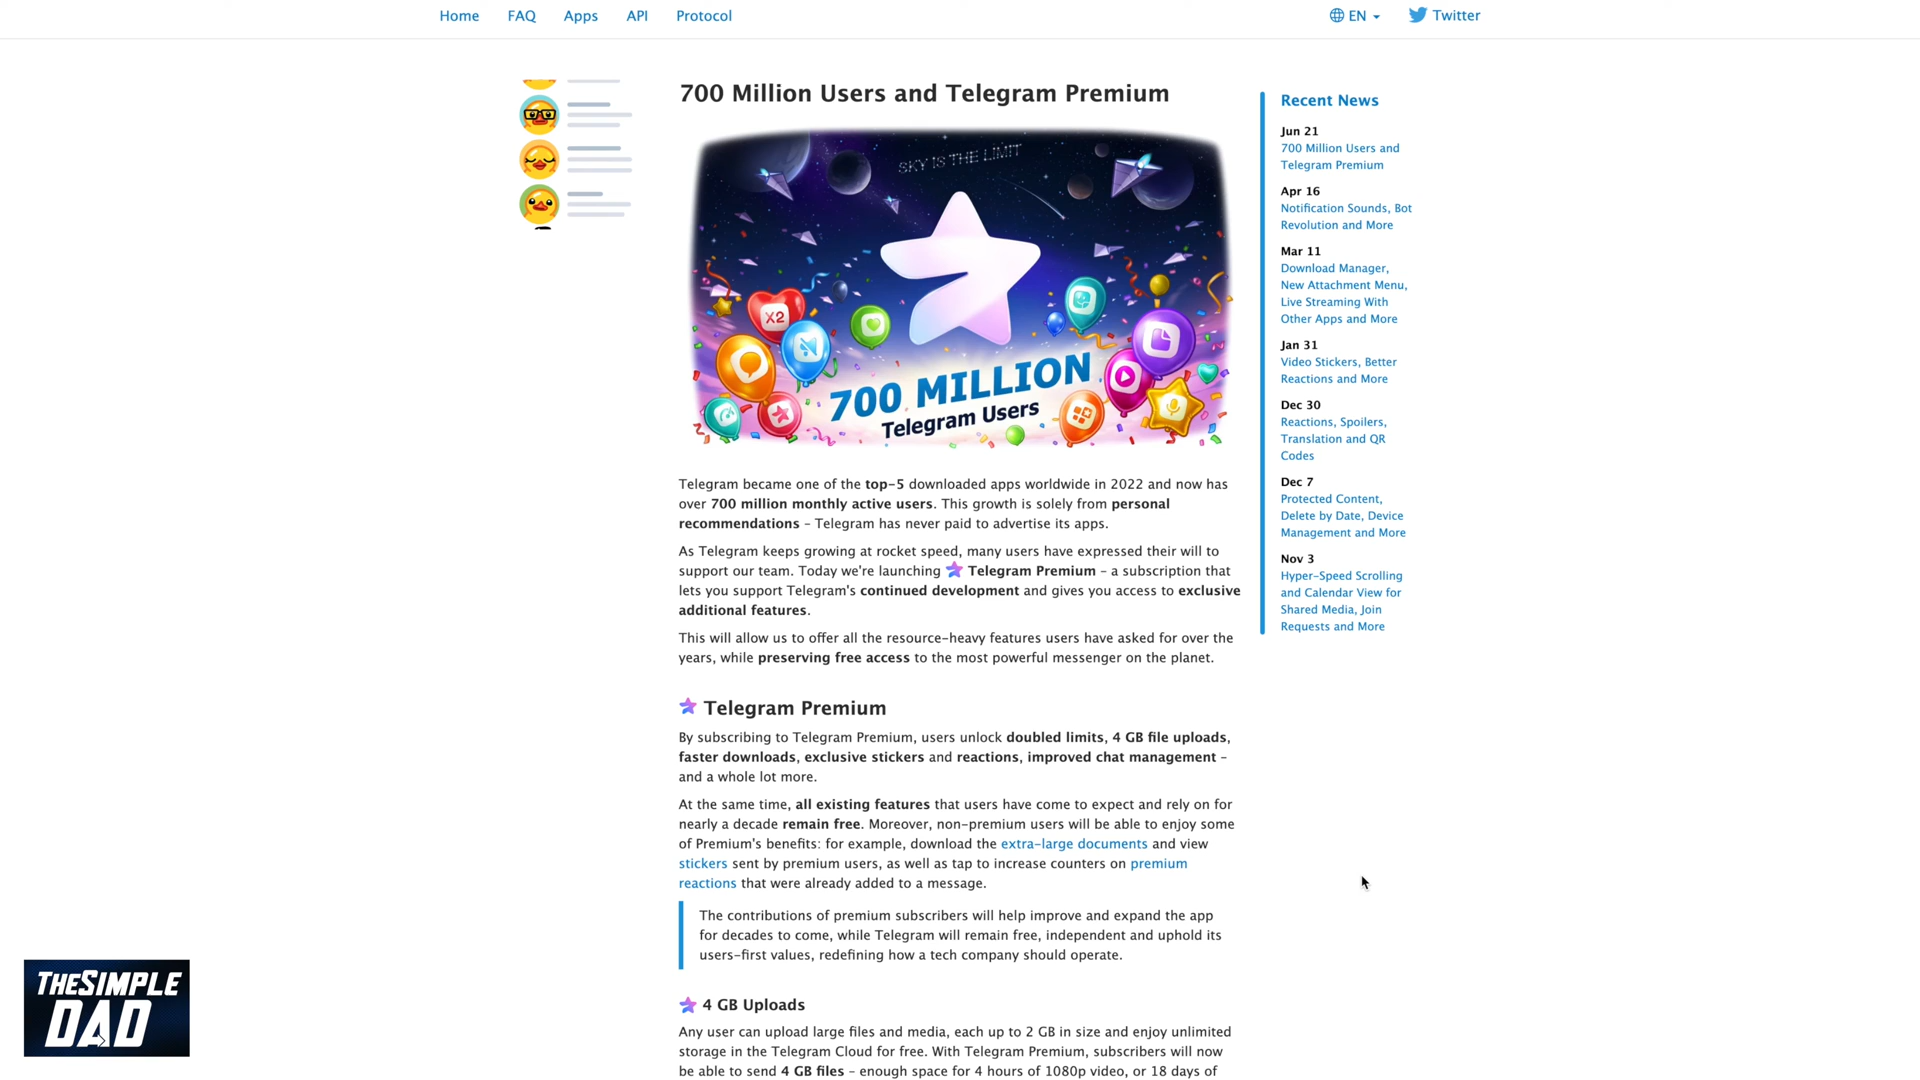 Home FAQ Apps API Protocol EN Twitter
700 Million Users and Telegram Premium
SKY IS THE LIMIT
X2
700 MILLION
Telegram Users
Telegram became one of the top-5 downloaded apps worldwide in 2022 and now has
over 700 million monthly active users. This growth is solely from personal
recommendations – Telegram has never paid to advertise its apps.
As Telegram keeps growing at rocket speed, many users have expressed their will to
support our team. Today we're launching Telegram Premium – a subscription that
lets you support Telegram's continued development and gives you access to exclusive
additional features.
This will allow us to offer all the resource-heavy features users have asked for over the
years, while preserving free access to the most powerful messenger on the planet.
Telegram Premium
By subscribing to Telegram Premium, users unlock doubled limits, 4 GB file uploads,
faster downloads, exclusive stickers and reactions, improved chat management –
and a whole lot more.
At the same time, all existing features that users have come to expect and rely on for
nearly a decade remain free. Moreover, non-premium users will be able to enjoy some
of Premium's benefits: for example, download the extra-large documents and view
stickers sent by premium users, as well as tap to increase counters on premium
reactions that were already added to a message.
The contributions of premium subscribers will help improve and expand the app
for decades to come, while Telegram will remain free, independent and uphold its
users-first values, redefining how a tech company should operate.
4 GB Uploads
Any user can upload large files and media, each up to 2 GB in size and enjoy unlimited
storage in the Telegram Cloud for free. With Telegram Premium, subscribers will now
be able to send 4 GB files – enough space for 4 hours of 1080p video, or 18 days of
Recent News
Jun 21
700 Million Users and
Telegram Premium
Apr 16
Notification Sounds, Bot
Revolution and More
Mar 11
Download Manager,
New Attachment Menu,
Live Streaming With
Other Apps and More
Jan 31
Video Stickers, Better
Reactions and More
Dec 30
Reactions, Spoilers,
Translation and QR
Codes
Dec 7
Protected Content,
Delete by Date, Device
Management and More
Nov 3
Hyper-Speed Scrolling
and Calendar View for
Shared Media, Join
Requests and More
THE SIMPLE
DAD